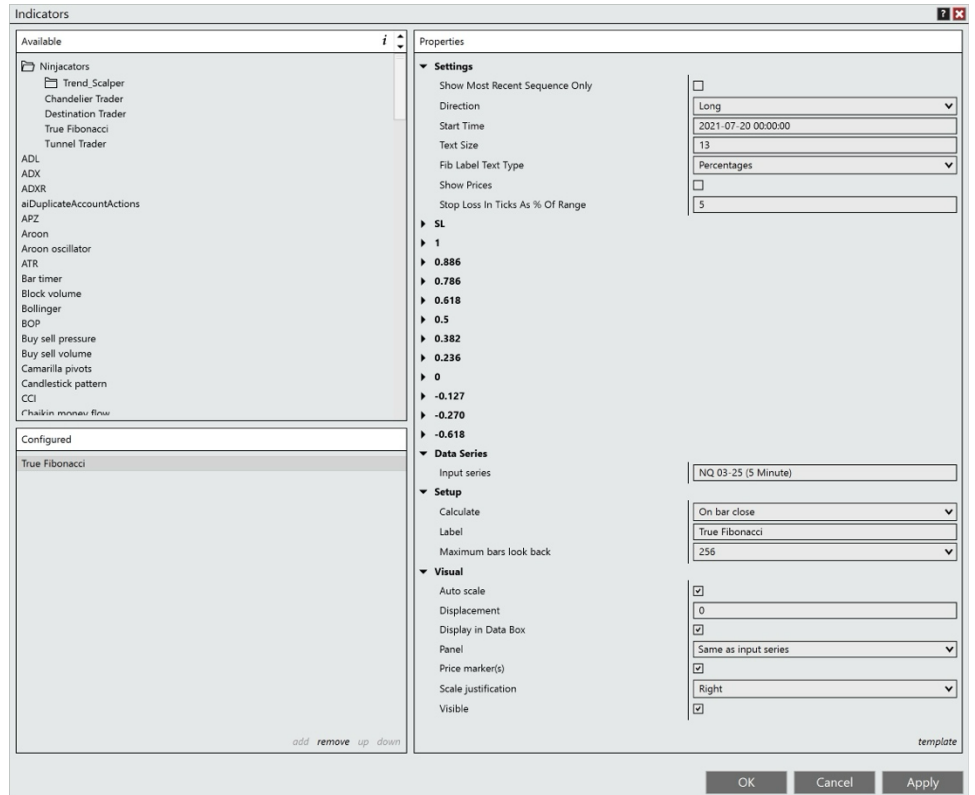 Indicators
?
Available
i
Ninjacators
Trend_Scalper
Chandelier Trader
Destination Trader
True Fibonacci
Tunnel Trader
ADL
ADX
ADXR
aiDuplicateAccountActions
APZ
Aroon
Aroon oscillator
ATR
Bar timer
Block volume
Bollinger
BOP
Buy sell pressure
Buy sell volume
Camarilla pivots
Candlestick pattern
CCI
Chaikin money flow
Configured
True Fibonacci
add remove up down
Properties
Settings
Show Most Recent Sequence Only
Direction Long
Start Time 2021-07-20 00:00:00
Text Size 13
Fib Label Text Type Percentages
Show Prices
Stop Loss In Ticks As % Of Range 5
SL
1
0.886
0.786
0.618
0.5
0.382
0.236
0
-0.127
-0.270
-0.618
Data Series
Input series NQ 03-25 (5 Minute)
Setup
Calculate On bar close
Label True Fibonacci
Maximum bars look back 256
Visual
Auto scale
Displacement 0
Display in Data Box
Panel Same as input series
Price marker(s)
Scale justification Right
Visible
template
OK Cancel Apply